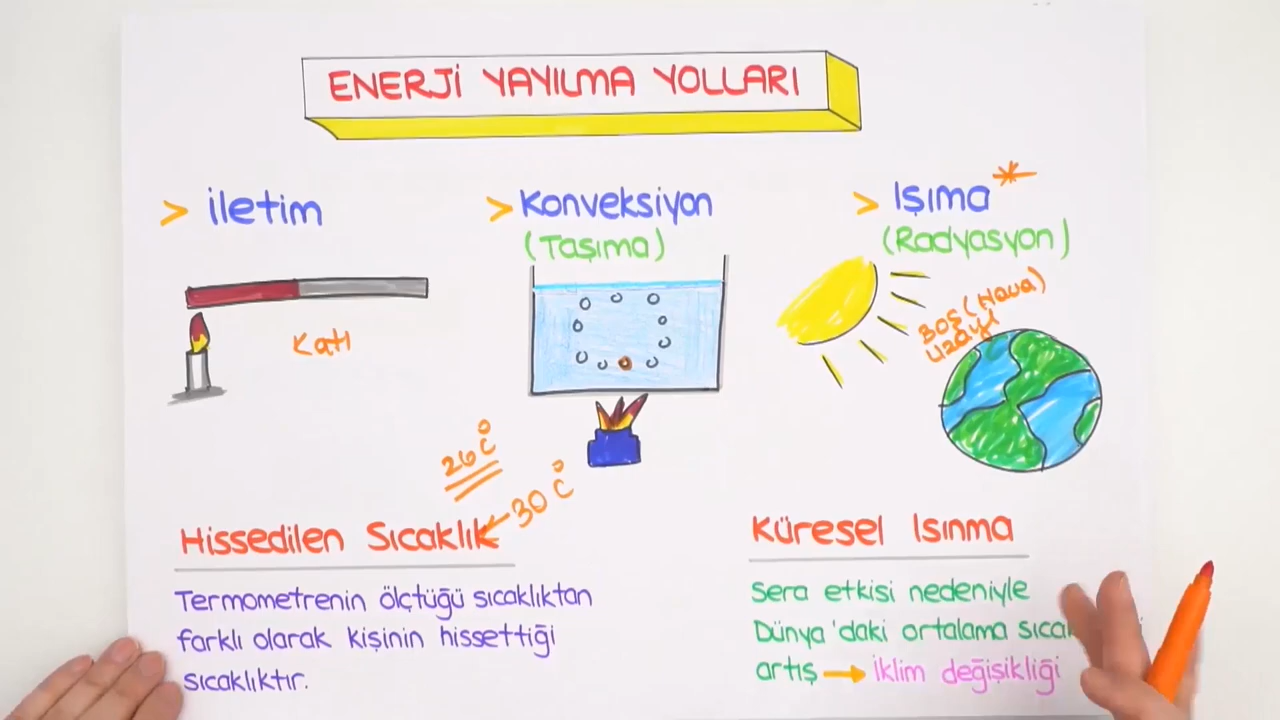 ENERJİ YAYILMA YOLLARI
> İletim
Katı
> Konveksiyon
(Taşıma)
> Işıma *
(Radyasyon)
Boş (Hava)
Uzayı
26°C
30°C
Hissedilen Sıcaklık
Termometrenin ölçtüğü sıcaklıktan
farklı olarak kişinin hissettiği
sıcaklıktır.
Küresel Isınma
Sera etkisi nedeniyle
Dünya'daki ortalama
artış → İklim değişikliği